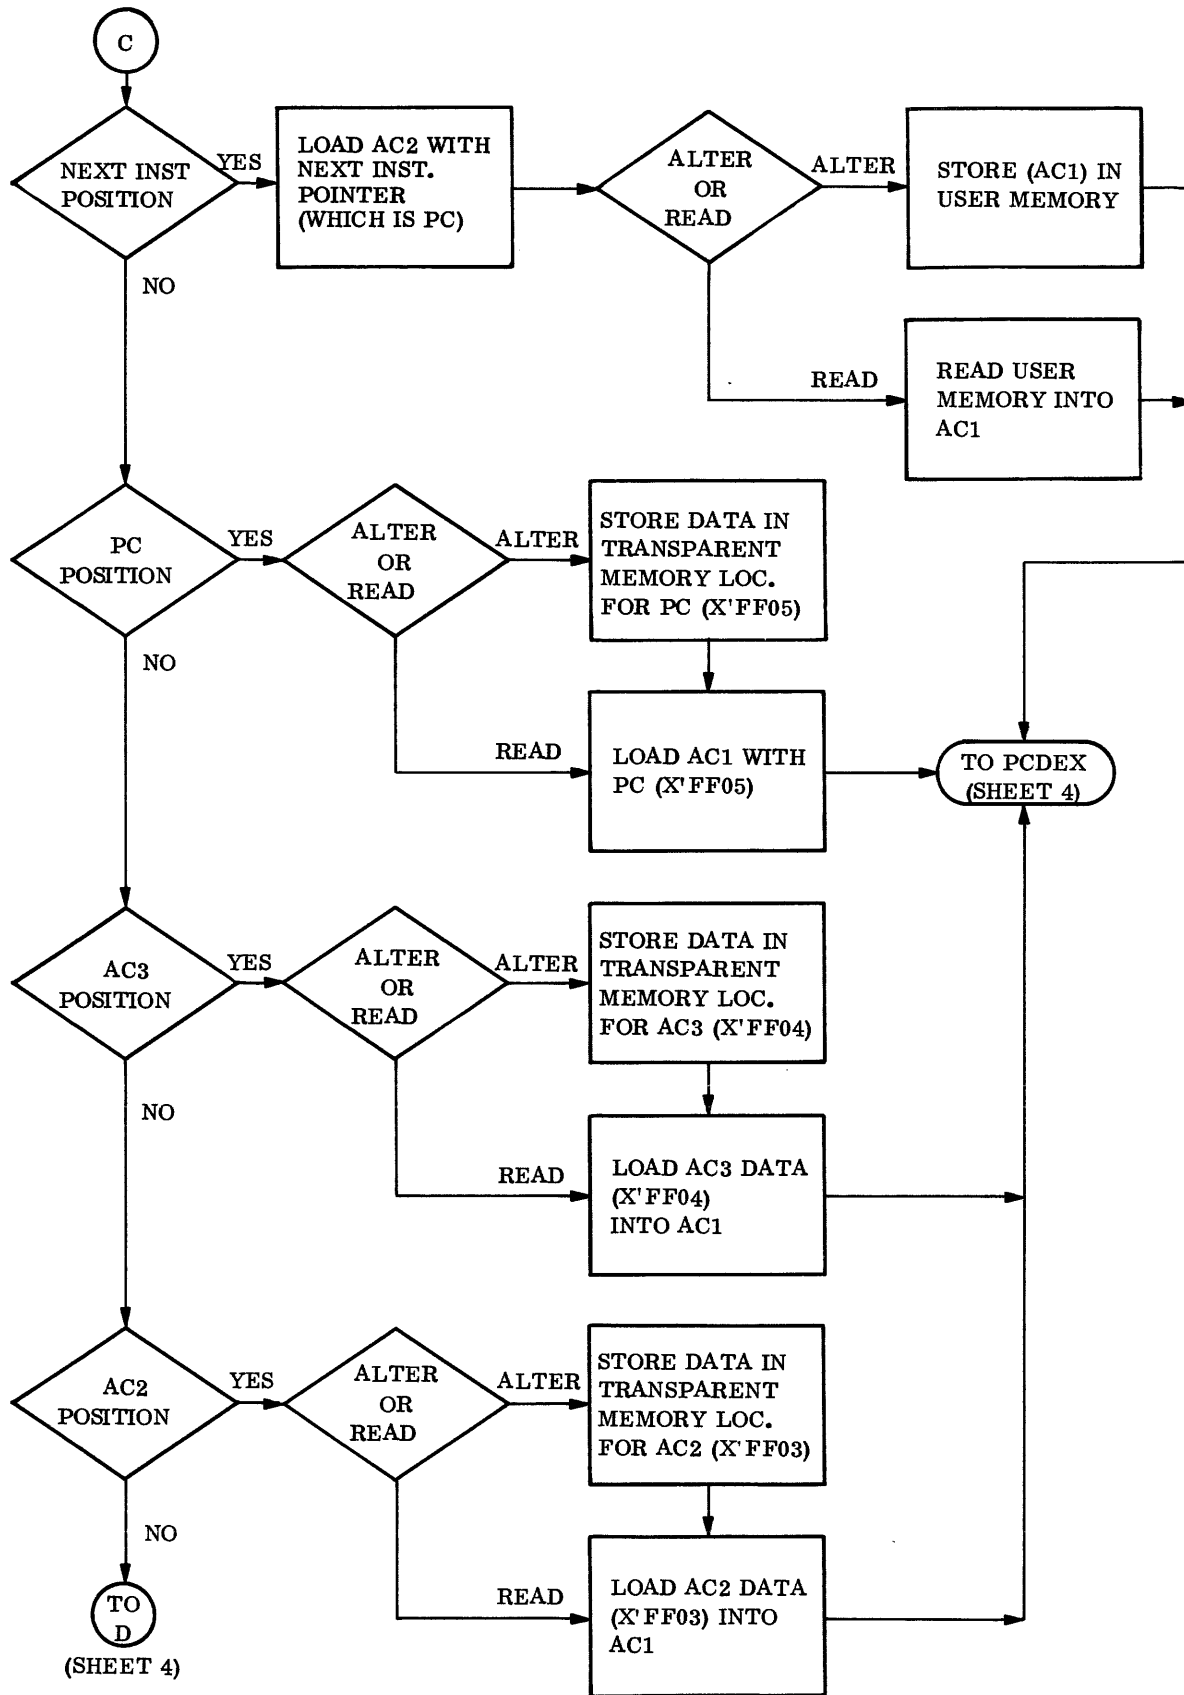 C
NEXT INST
POSITION
YES
NO
LOAD AC2 WITH
NEXT INST.
POINTER
(WHICH IS PC)
ALTER
OR
READ
ALTER
STORE (AC1) IN
USER MEMORY
READ
READ USER
MEMORY INTO
AC1
PC
POSITION
YES
NO
ALTER
OR
READ
ALTER
STORE DATA IN
TRANSPARENT
MEMORY LOC.
FOR PC (X'FF05)
READ
LOAD AC1 WITH
PC (X'FF05)
TO PCDEX
(SHEET 4)
AC3
POSITION
YES
NO
ALTER
OR
READ
ALTER
STORE DATA IN
TRANSPARENT
MEMORY LOC.
FOR AC3 (X'FF04)
READ
LOAD AC3 DATA
(X'FF04)
INTO AC1
AC2
POSITION
YES
NO
ALTER
OR
READ
ALTER
STORE DATA IN
TRANSPARENT
MEMORY LOC.
FOR AC2 (X'FF03)
READ
LOAD AC2 DATA
(X'FF03) INTO
AC1
TO
D
(SHEET 4)